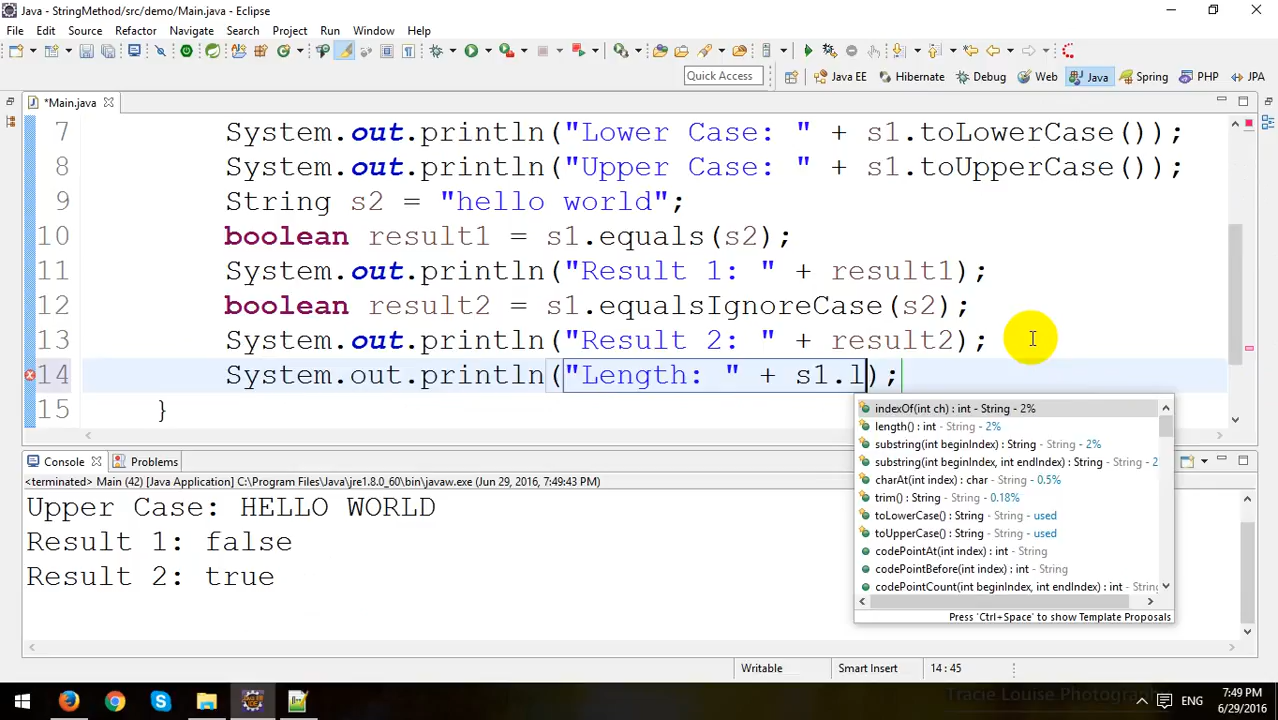 Java - StringMethod/src/demo/Main.java - Eclipse
File Edit Source Refactor Navigate Search Project Run Window Help
Quick Access Java EE Hibernate Debug Web Java Spring PHP JPA
*Main.java
7 System.out.println("Lower Case: " + s1.toLowerCase());
8 System.out.println("Upper Case: " + s1.toUpperCase());
9 String s2 = "hello world";
10 boolean result1 = s1.equals(s2);
11 System.out.println("Result 1: " + result1);
12 boolean result2 = s1.equalsIgnoreCase(s2);
13 System.out.println("Result 2: " + result2);
14 System.out.println("Length: " + s1.l);
15 }
indexOf(int ch) : int - String - 2%
length() : int - String - 2%
substring(int beginIndex) : String - String - 2%
substring(int beginIndex, int endIndex) : String - String - 2
charAt(int index) : char - String - 0.5%
trim() : String - String - 0.18%
toLowerCase() : String - String - used
toUpperCase() : String - String - used
codePointAt(int index) : int - String
codePointBefore(int index) : int - String
codePointCount(int beginIndex, int endIndex) : int - String
Press 'Ctrl+Space' to show Template Proposals
Console Problems
<terminated> Main (42) [Java Application] C:\Program Files\Java\jre1.8.0_60\bin\javaw.exe (Jun 29, 2016, 7:49:43 PM)
Upper Case: HELLO WORLD
Result 1: false
Result 2: true
Writable Smart Insert 14 : 45
Tracie Louise Photography
ENG
7:49 PM
6/29/2016